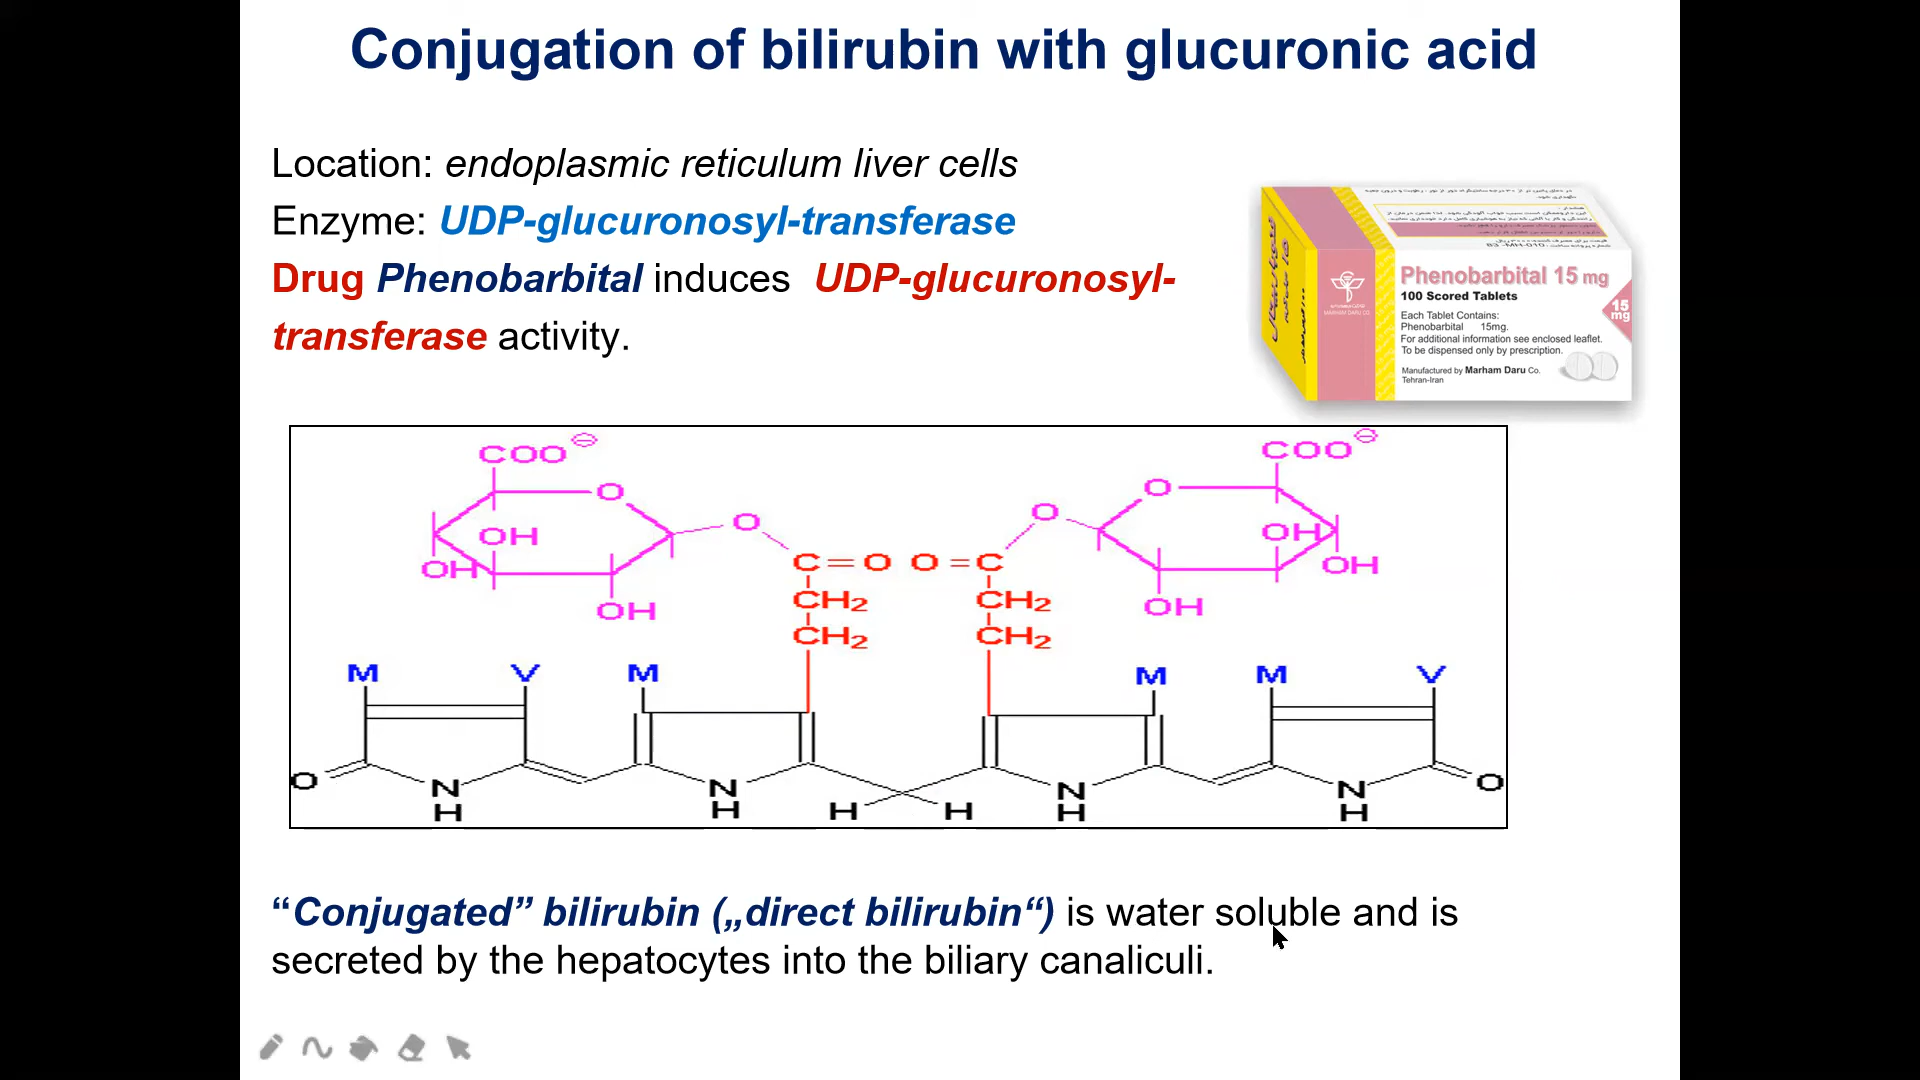 Conjugation of bilirubin with glucuronic acid
Location: endoplasmic reticulum liver cells
Enzyme: UDP-glucuronosyl-transferase
Drug Phenobarbital induces UDP-glucuronosyl-
transferase activity.
Phenobarbital 15 mg
100 Scored Tablets
15
mg
Each Tablet Contains:
Phenobarbital 15mg.
For additional information see enclosed leaflet.
To be dispensed only by prescription.
Manufactured by Marham Daru Co.
Tehran-Iran
MARHAM DARU CO.
COO⊖ COO⊖
O O
O O
OH OH
OH OH
OH OH
C=O O=C
CH2 CH2
CH2 CH2
M V M M M V
O N N N N O
H H H H H H
“Conjugated” bilirubin („direct bilirubin“) is water soluble and is
secreted by the hepatocytes into the biliary canaliculi.